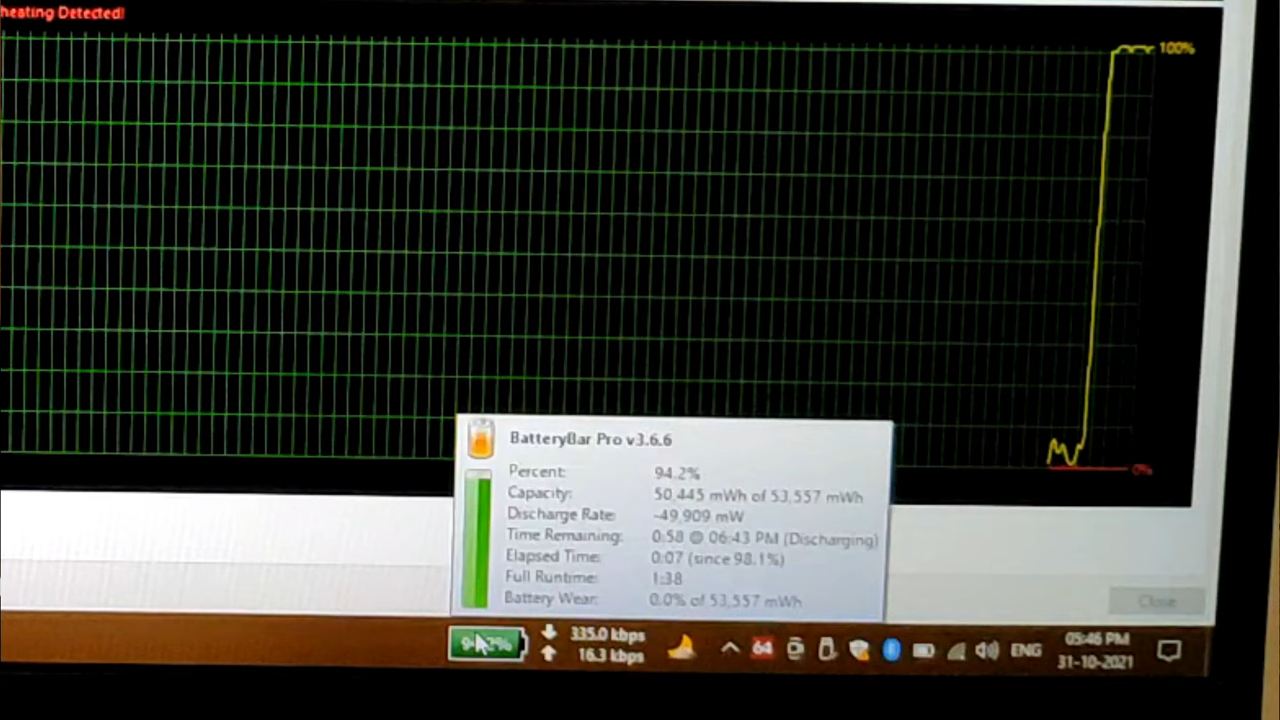 heating Detected!
100%
0%
BatteryBar Pro v3.6.6
Percent: 94.2%
Capacity: 50,445 mWh of 53,557 mWh
Discharge Rate: -49,909 mW
Time Remaining: 0:58 @ 06:43 PM (Discharging)
Elapsed Time: 0:07 (since 98.1%)
Full Runtime: 1:38
Battery Wear: 0.0% of 53,557 mWh
Close
335.0 kbps
16.3 kbps
64
ENG
05:46 PM
31-10-2021